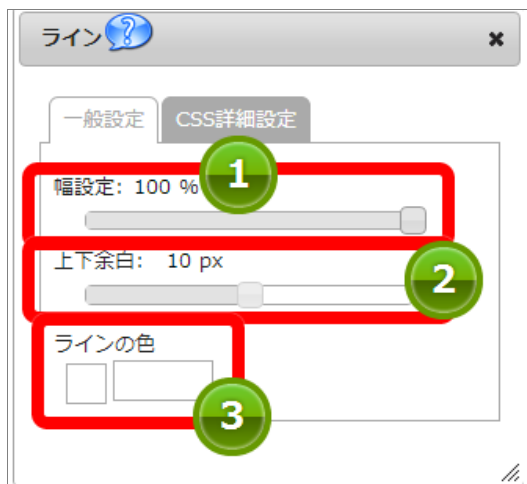 ライン
一般設定 CSS詳細設定
1
幅設定: 100 %
上下余白: 10 px
2
ラインの色
3